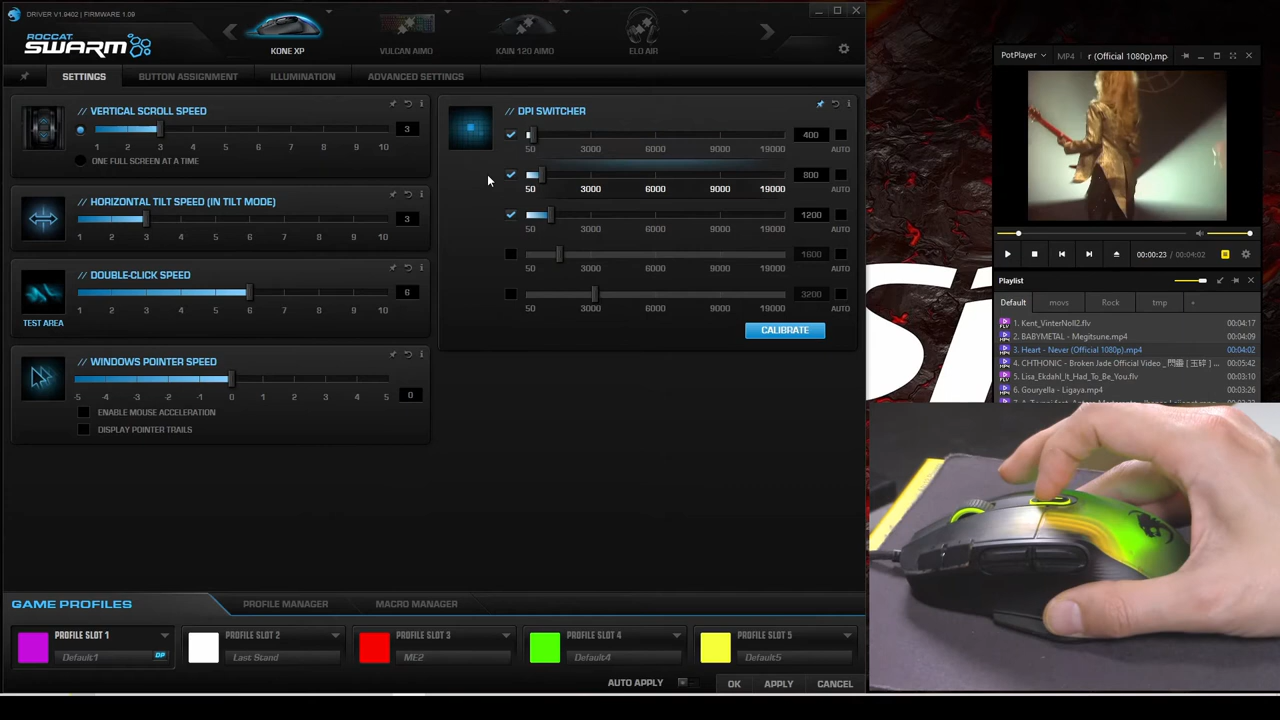 DRIVER V1.9402 | FIRMWARE 1.09
ROCCAT
SWARM
KONE XP
VULCAN AIMO
KAIN 120 AIMO
ELO AIR
SETTINGS
BUTTON ASSIGNMENT
ILLUMINATION
ADVANCED SETTINGS
// VERTICAL SCROLL SPEED
3
1 2 3 4 5 6 7 8 9 10
ONE FULL SCREEN AT A TIME
// HORIZONTAL TILT SPEED (IN TILT MODE)
3
1 2 3 4 5 6 7 8 9 10
// DOUBLE-CLICK SPEED
6
1 2 3 4 5 6 7 8 9 10
TEST AREA
// WINDOWS POINTER SPEED
-5 -4 -3 -2 -1 0 1 2 3 4 5
0
ENABLE MOUSE ACCELERATION
DISPLAY POINTER TRAILS
// DPI SWITCHER
400
50 3000 6000 9000 19000 AUTO
800
50 3000 6000 9000 19000 AUTO
1200
50 3000 6000 9000 19000 AUTO
1600
50 3000 6000 9000 19000 AUTO
3200
50 3000 6000 9000 19000 AUTO
CALIBRATE
GAME PROFILES
PROFILE MANAGER
MACRO MANAGER
PROFILE SLOT 1
Default1
DP
PROFILE SLOT 2
Last Stand
PROFILE SLOT 3
ME2
PROFILE SLOT 4
Default4
PROFILE SLOT 5
Default5
AUTO APPLY
OK
APPLY
CANCEL
PotPlayer
MP4
r (Official 1080p).mp
00:00:23 / 00:04:02
Playlist
Default
movs
Rock
tmp
+
1. Kent_VinterNoll2.flv 00:04:17
2. BABYMETAL - Megitsune.mp4 00:04:09
3. Heart - Never (Official 1080p).mp4 00:04:02
4. CHTHONIC - Broken Jade Official Video _ 閃靈 [ 玉碎 ] ... 00:05:42
5. Lisa_Ekdahl_It_Had_To_Be_You.flv 00:03:10
6. Gouryella - Ligaya.mp4 00:03:26